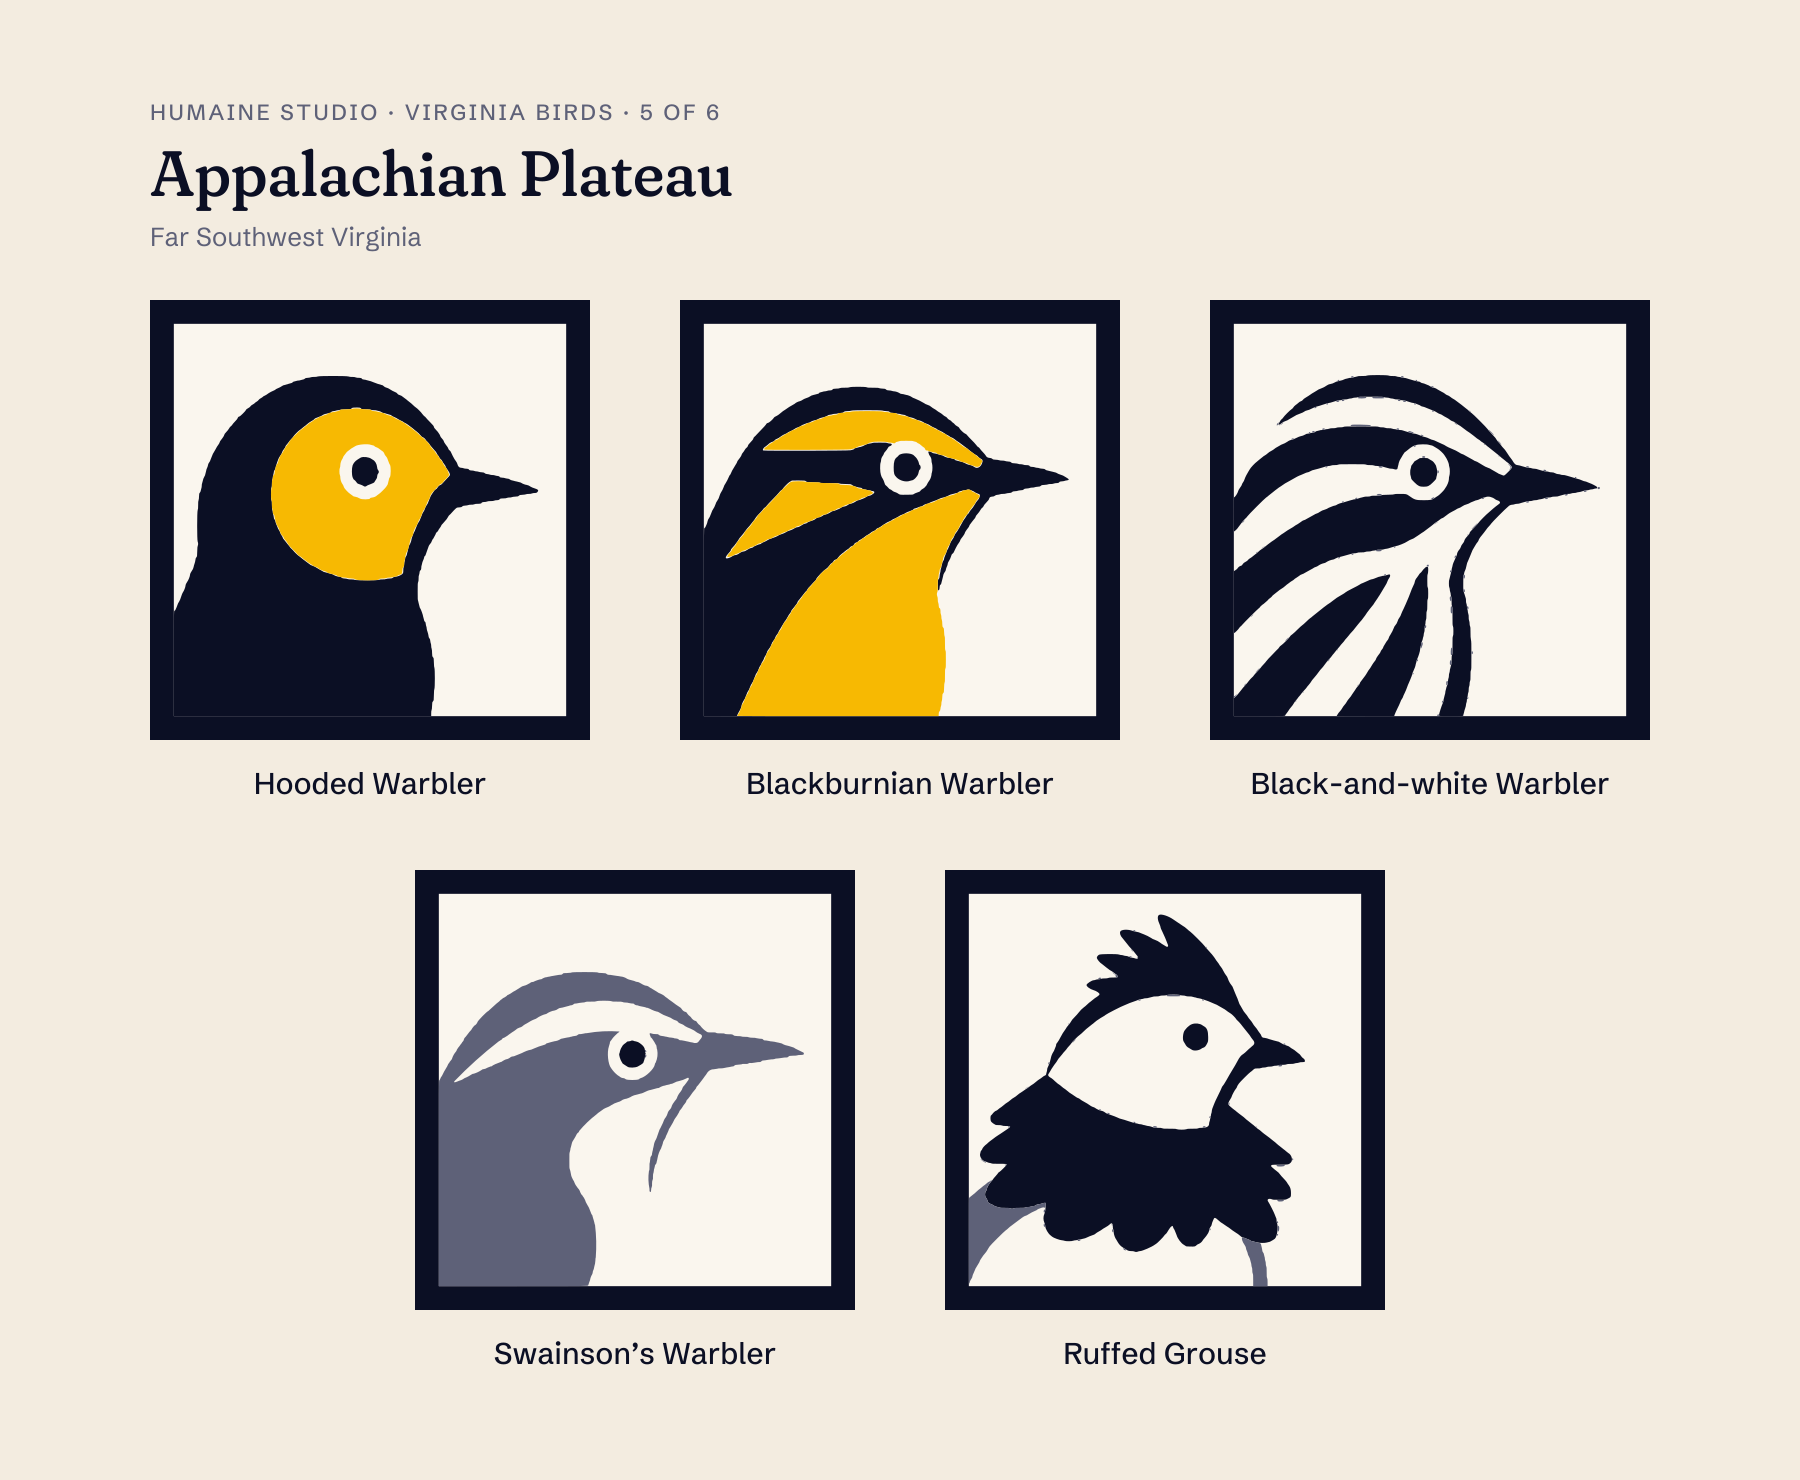 HUMAINE STUDIO · VIRGINIA BIRDS · 5 OF 6
Appalachian Plateau
Far Southwest Virginia
Hooded Warbler
Blackburnian Warbler
Black-and-white Warbler
Swainson’s Warbler
Ruffed Grouse